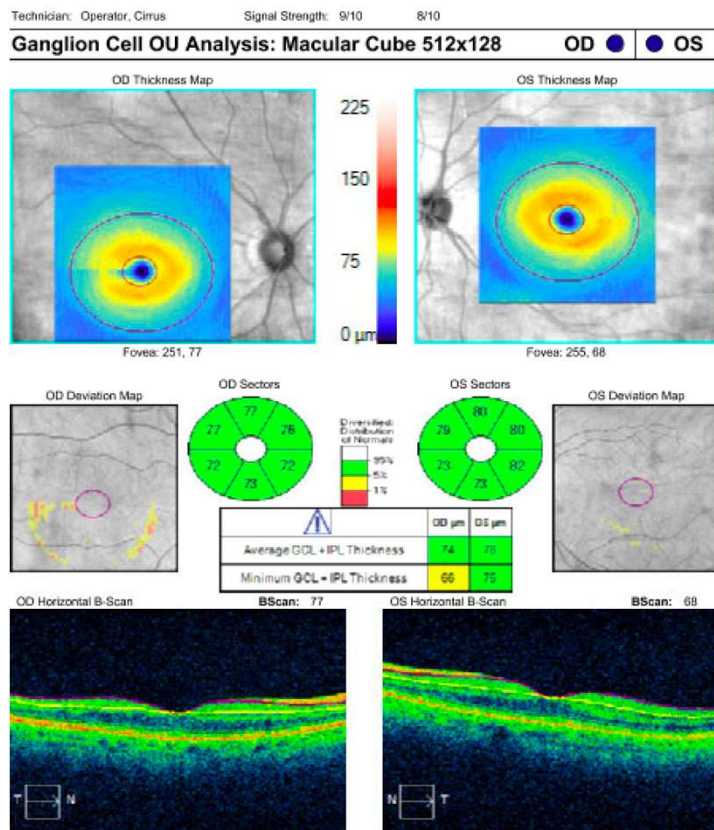 Technician: Operator, Cirrus Signal Strength: 9/10 8/10
Ganglion Cell OU Analysis: Macular Cube 512x128 OD OS
OD Thickness Map OS Thickness Map
225
150
75
0 µm
Fovea: 251, 77 Fovea: 255, 68
OD Deviation Map OD Sectors OS Sectors OS Deviation Map
77
77 76
72 72
73
Diversified:
Distribution
of Normals
95%
5%
1%
80
79 80
73 82
73
OD µm OS µm
Average GCL + IPL Thickness 74 78
Minimum GCL + IPL Thickness 66 75
OD Horizontal B-Scan BScan: 77 OS Horizontal B-Scan BScan: 68
T N N T